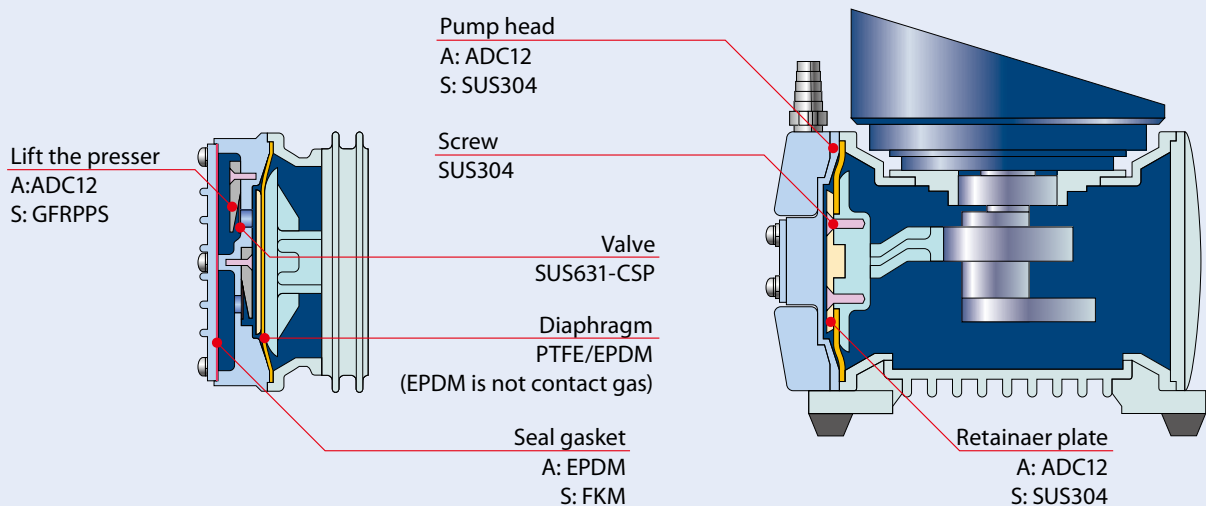 Pump head
A: ADC12
S: SUS304
Screw
SUS304
Lift the presser
A:ADC12
S: GFRPPS
Valve
SUS631-CSP
Diaphragm
PTFE/EPDM
(EPDM is not contact gas)
Seal gasket
A: EPDM
S: FKM
Retainaer plate
A: ADC12
S: SUS304